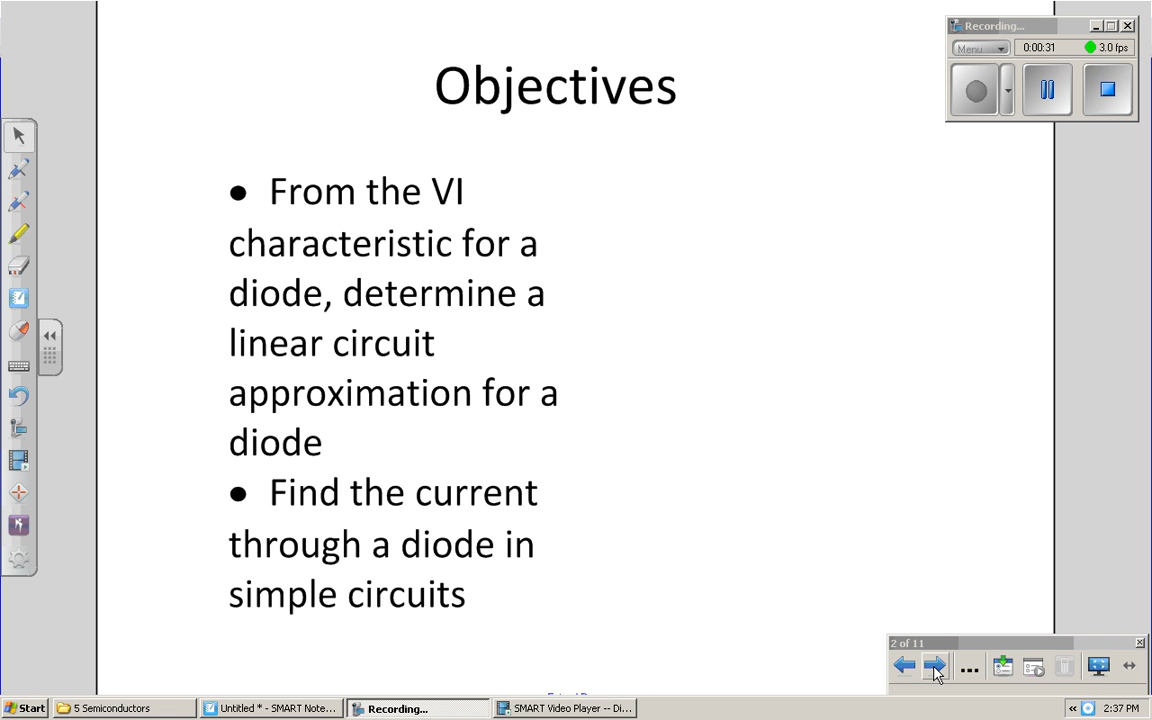 Objectives
Recording...
Menu
0:00:31
3.0 fps
● From the VI
characteristic for a
diode, determine a
linear circuit
approximation for a
diode
● Find the current
through a diode in
simple circuits
2 of 11
...
Start
5 Semiconductors
Untitled * - SMART Note...
Recording...
SMART Video Player -- Di...
«
2:37 PM